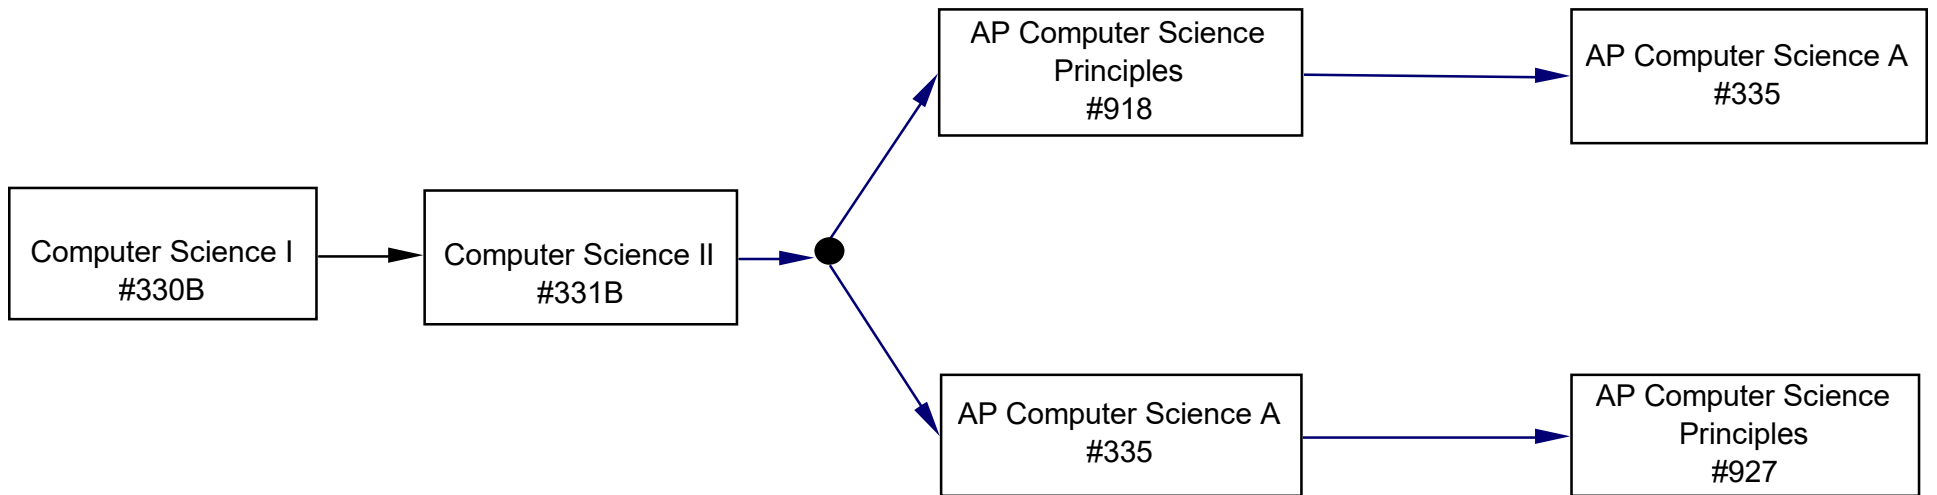 Computer Science I
#330B
Computer Science II
#331B
AP Computer Science
Principles
#918
AP Computer Science A
#335
AP Computer Science A
#335
AP Computer Science
Principles
#927